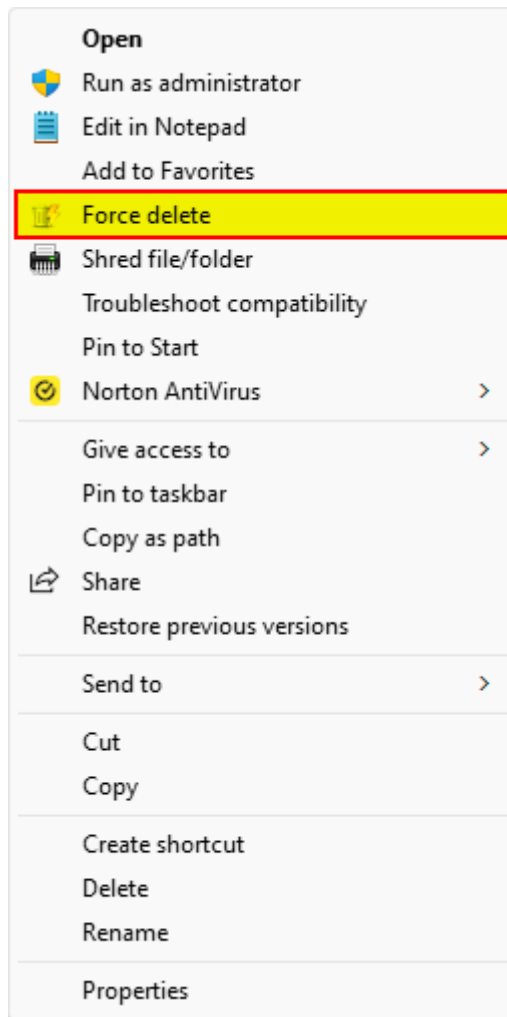 Open
Run as administrator
Edit in Notepad
Add to Favorites
Force delete
Shred file/folder
Troubleshoot compatibility
Pin to Start
Norton AntiVirus
Give access to
Pin to taskbar
Copy as path
Share
Restore previous versions
Send to
Cut
Copy
Create shortcut
Delete
Rename
Properties